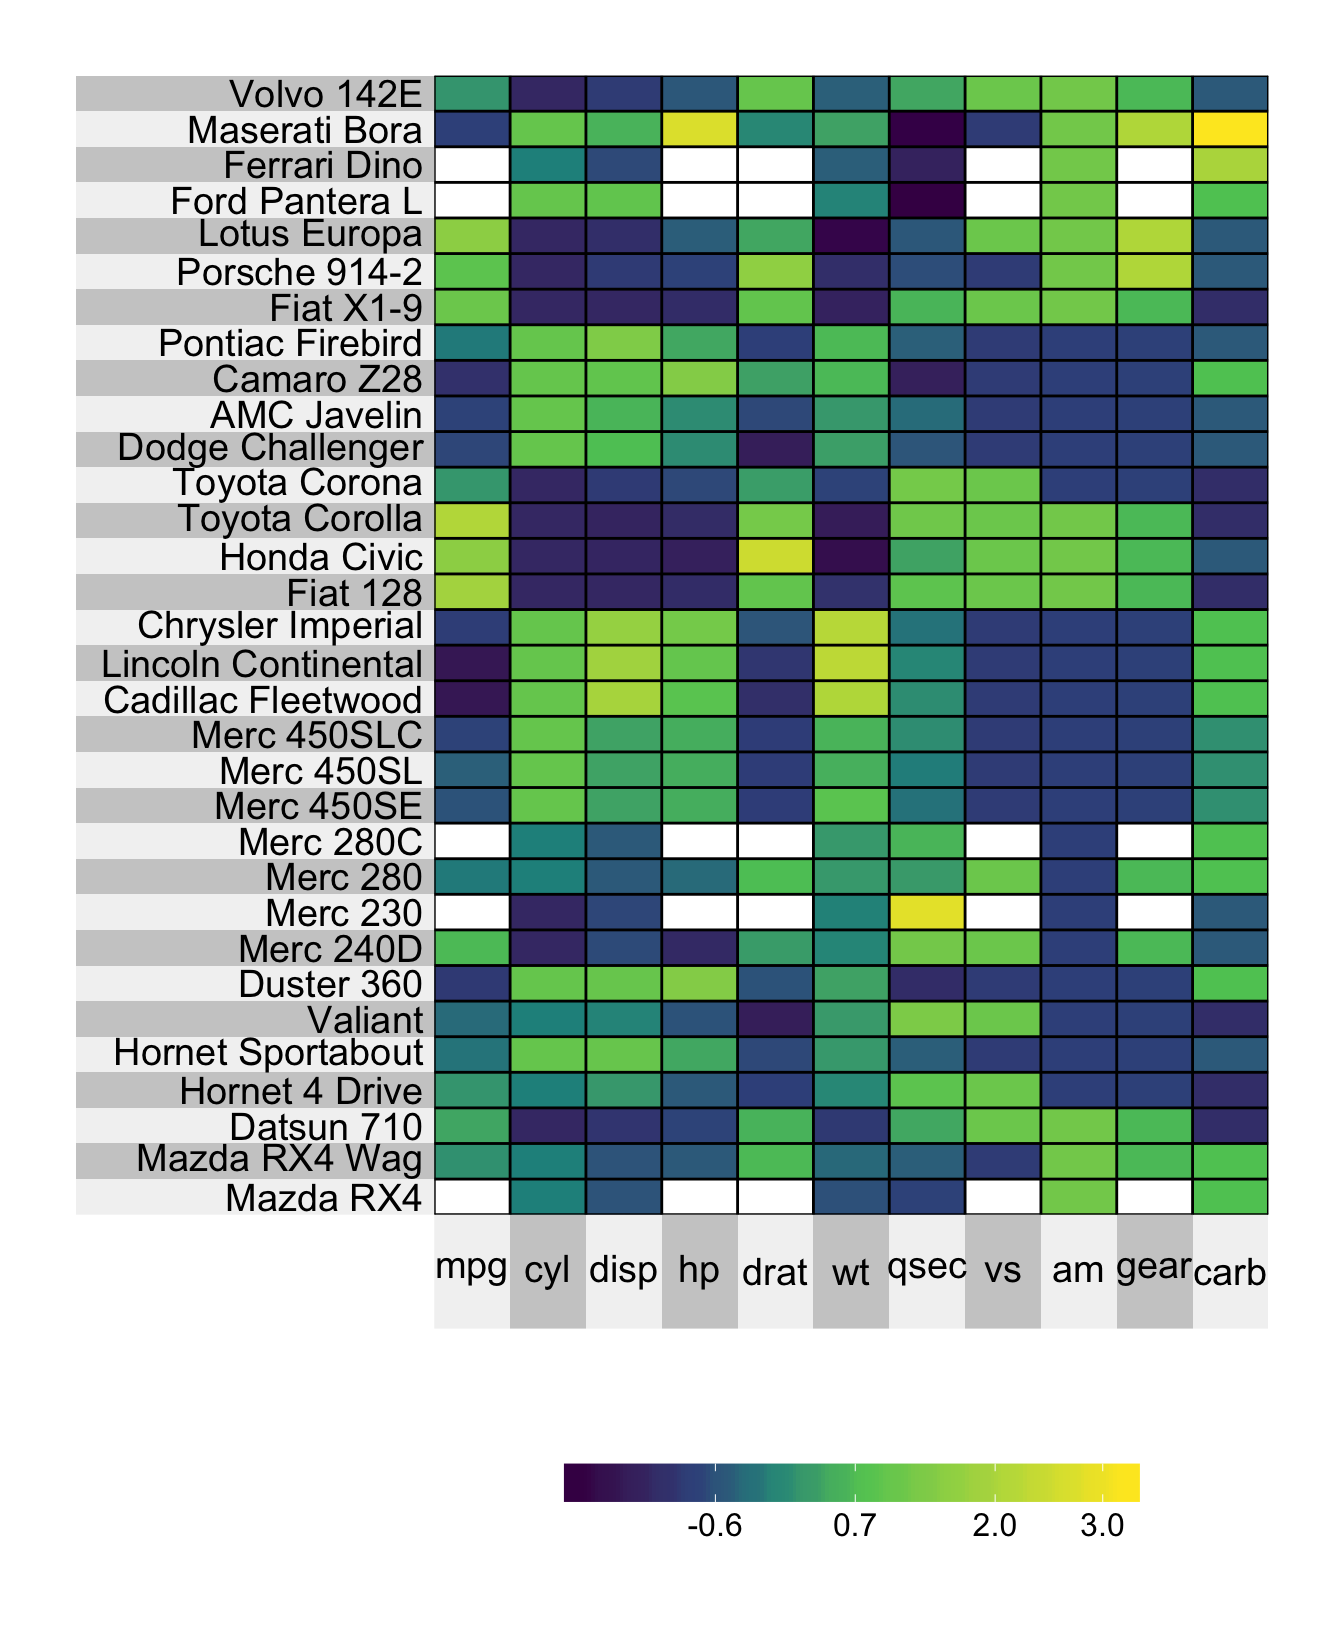 Volvo 142E
Maserati Bora
Ferrari Dino
Ford Pantera L
Lotus Europa
Porsche 914-2
Fiat X1-9
Pontiac Firebird
Camaro Z28
AMC Javelin
Dodge Challenger
Toyota Corona
Toyota Corolla
Honda Civic
Fiat 128
Chrysler Imperial
Lincoln Continental
Cadillac Fleetwood
Merc 450SLC
Merc 450SL
Merc 450SE
Merc 280C
Merc 280
Merc 230
Merc 240D
Duster 360
Valiant
Hornet Sportabout
Hornet 4 Drive
Datsun 710
Mazda RX4 Wag
Mazda RX4
mpg cyl disp hp drat wt qsec vs am gear carb
-0.6 0.7 2.0 3.0